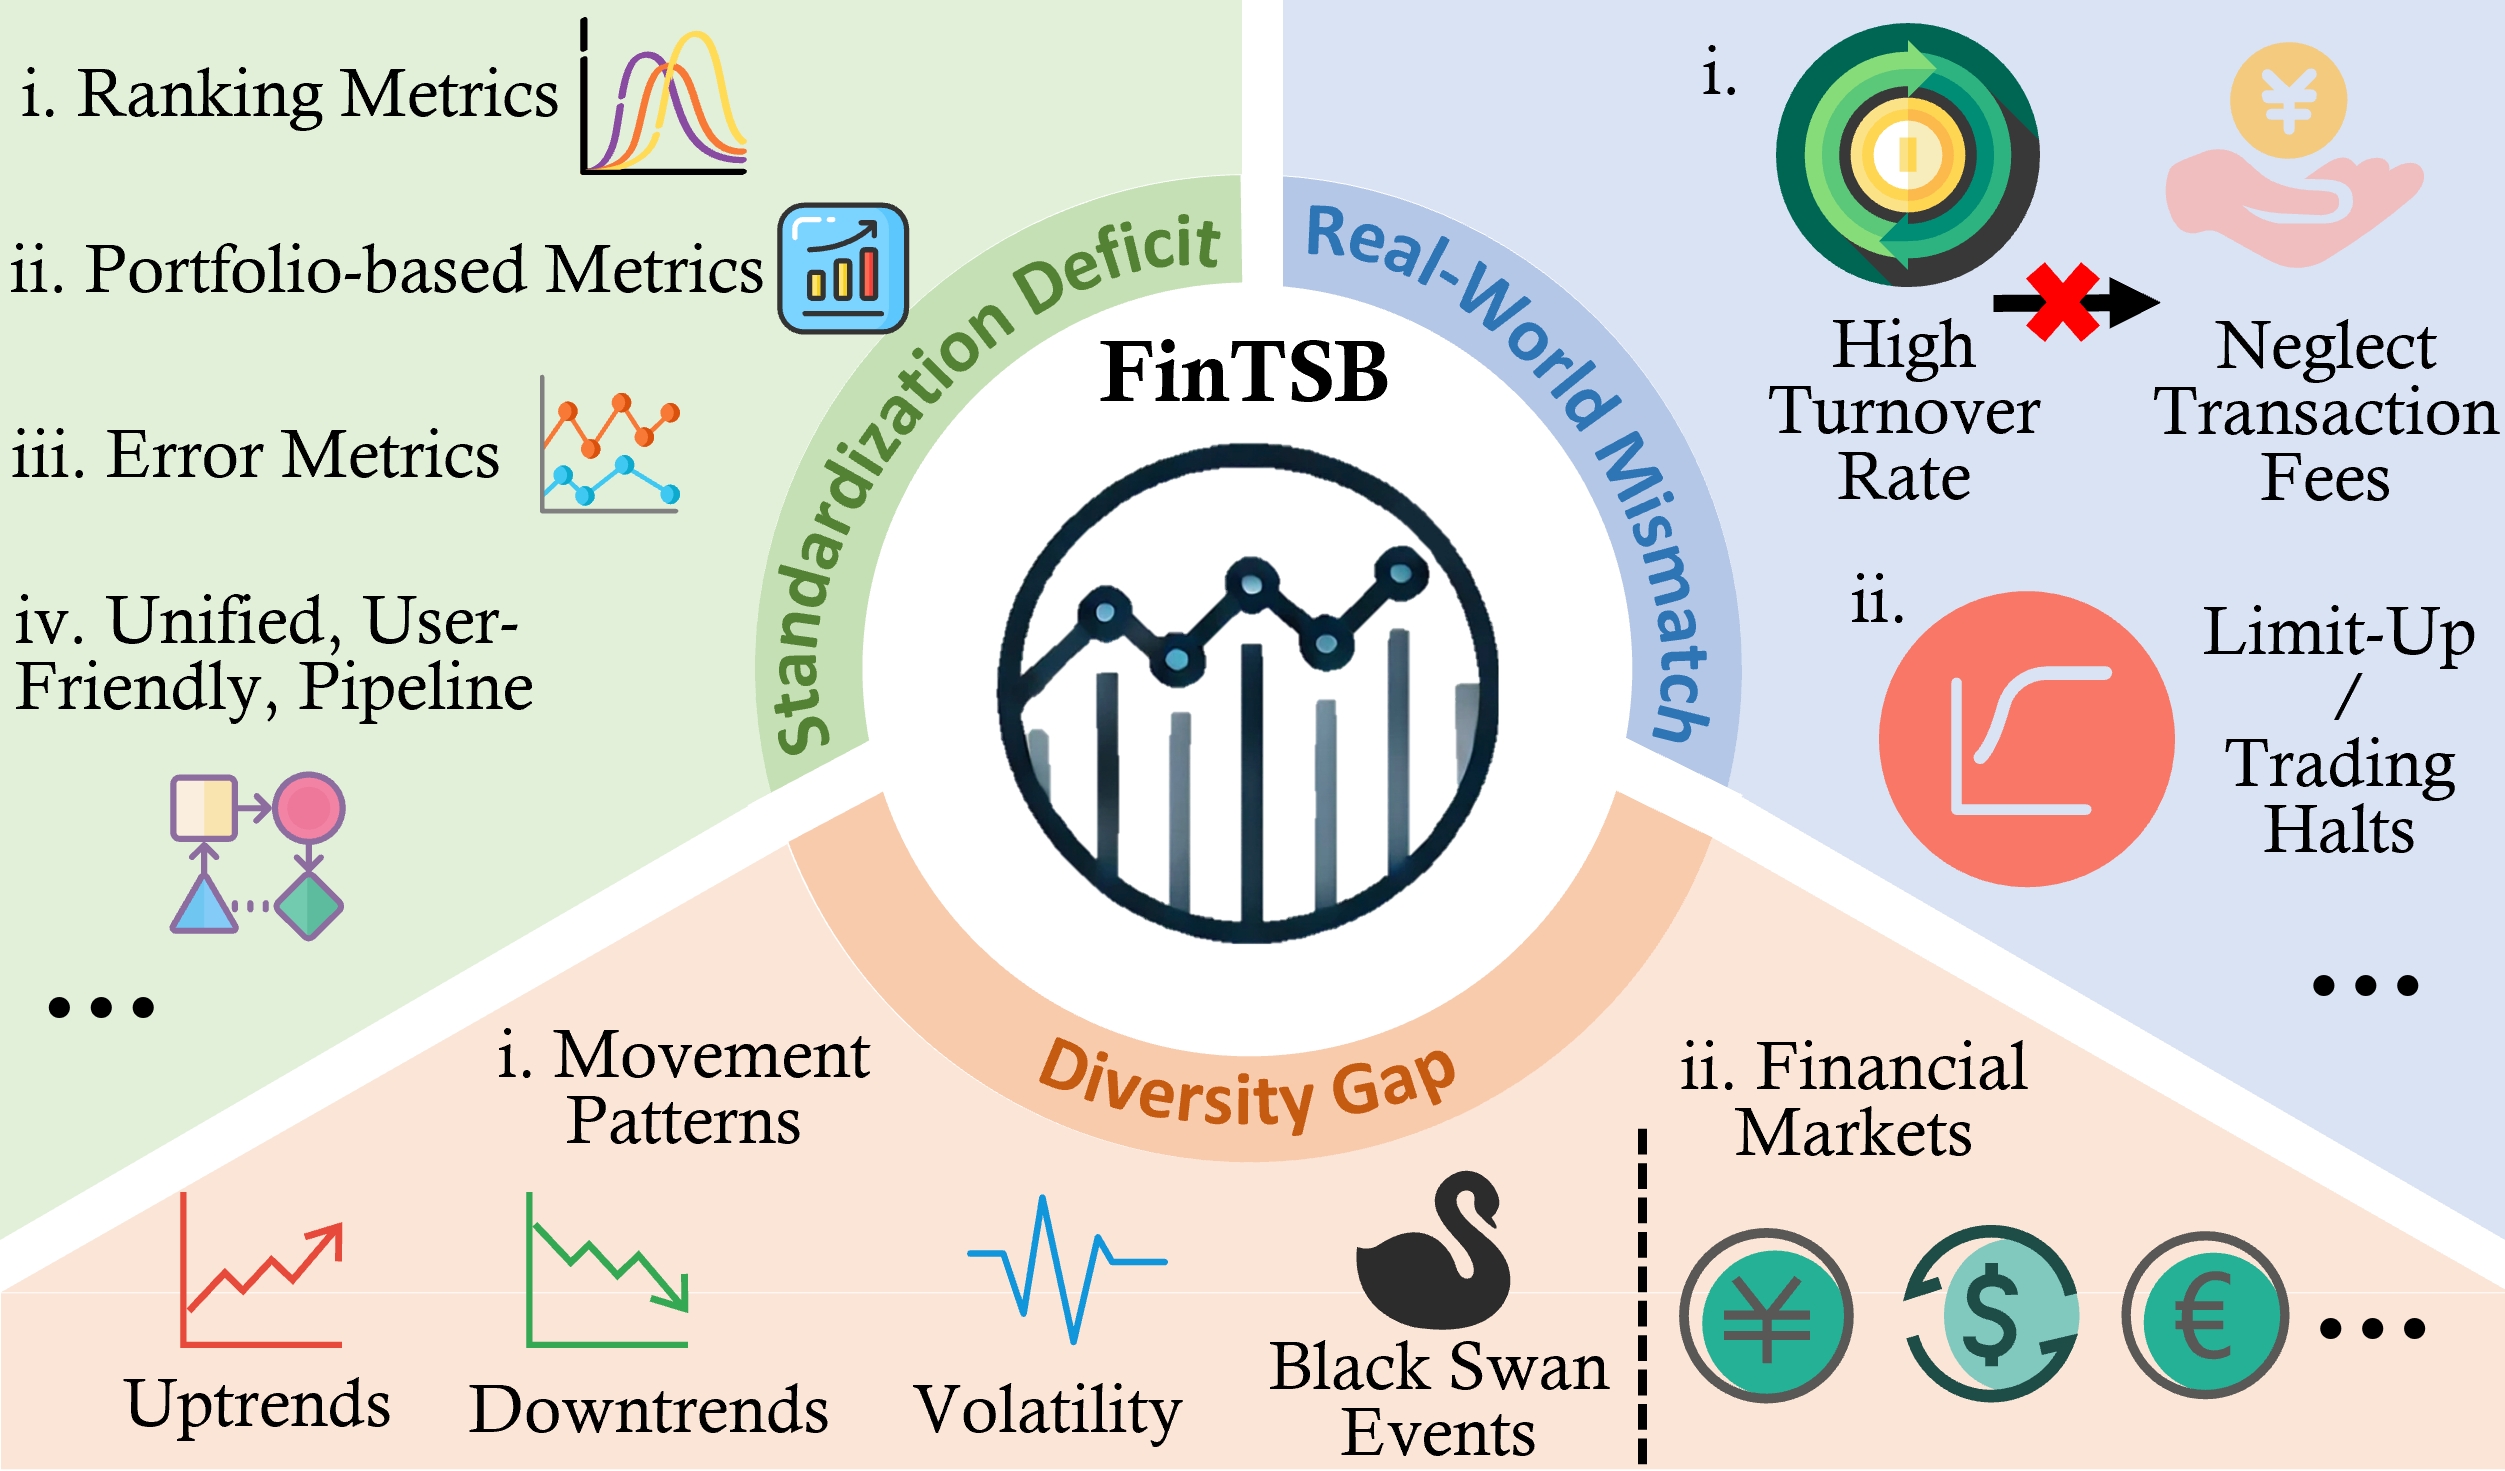 i. Ranking Metrics
ii. Portfolio-based Metrics
iii. Error Metrics
iv. Unified, User-
Friendly, Pipeline
Standardization Deficit
FinTSB
Real-World Mismatch
i.
High
Turnover
Rate
Neglect
Transaction
Fees
ii.
Limit-Up
/
Trading
Halts
Diversity Gap
i. Movement
Patterns
Uptrends
Downtrends
Volatility
Black Swan
Events
ii. Financial
Markets
¥
$
€
¥